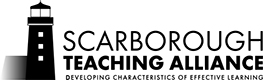 SCARBOROUGH
TEACHING ALLIANCE
DEVELOPING CHARACTERISTICS OF EFFECTIVE LEARNING